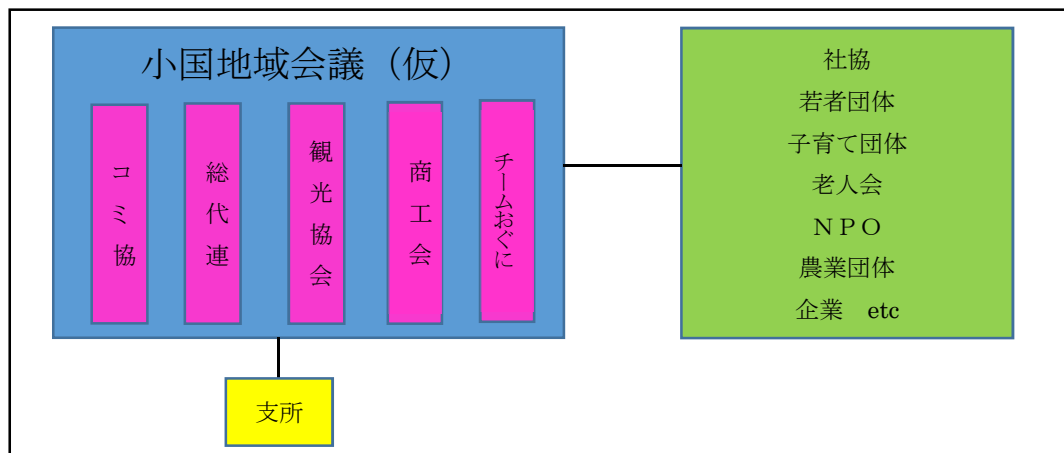 小国地域会議（仮）
コミ協
総代連
観光協会
商工会
チームおぐに
社協
若者団体
子育て団体
老人会
ＮＰＯ
農業団体
企業　etc
支所